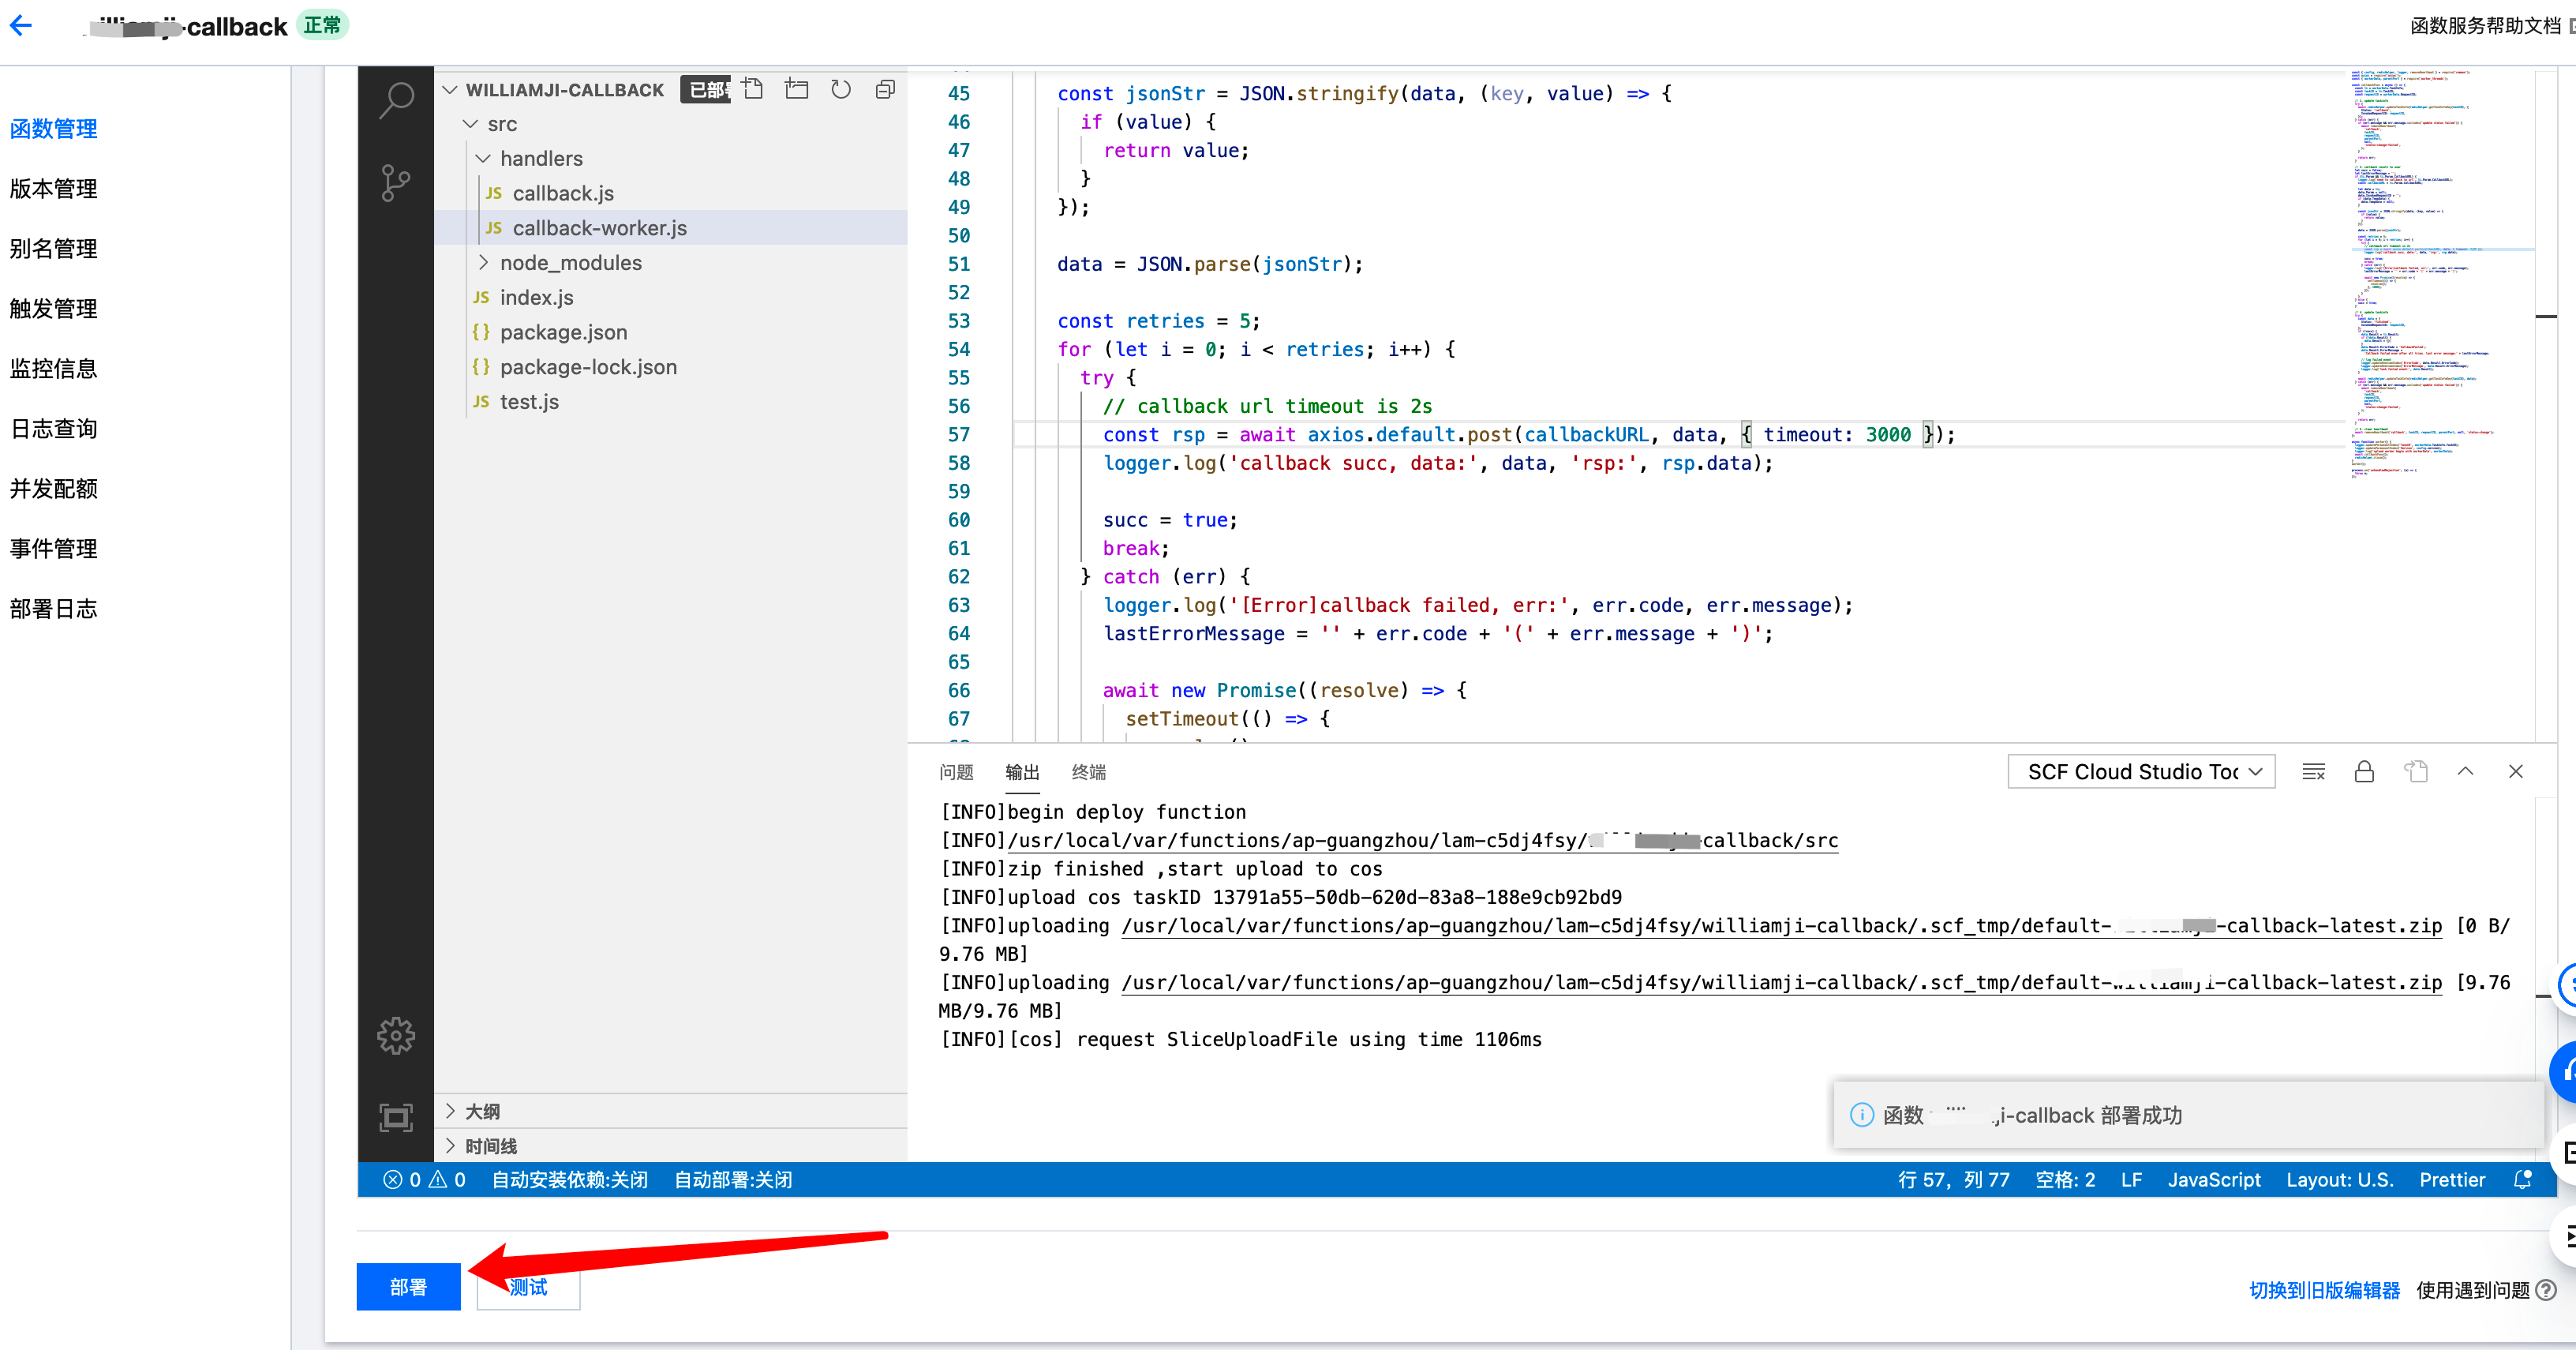 -callback 正常
函数服务帮助文档
函数管理
版本管理
别名管理
触发管理
监控信息
日志查询
并发配额
事件管理
部署日志
WILLIAMJI-CALLBACK
src
handlers
JS callback.js
JS callback-worker.js
node_modules
JS index.js
{} package.json
{} package-lock.json
JS test.js
大纲
时间线
45 const jsonStr = JSON.stringify(data, (key, value) => {
46 if (value) {
47 return value;
48 }
49 });
50
51 data = JSON.parse(jsonStr);
52
53 const retries = 5;
54 for (let i = 0; i < retries; i++) {
55 try {
56 // callback url timeout is 2s
57 const rsp = await axios.default.post(callbackURL, data, { timeout: 3000 });
58 logger.log('callback succ, data:', data, 'rsp:', rsp.data);
59
60 succ = true;
61 break;
62 } catch (err) {
63 logger.log('[Error]callback failed, err:', err.code, err.message);
64 lastErrorMessage = '' + err.code + '(' + err.message + ')';
65
66 await new Promise((resolve) => {
67 setTimeout(() => {
问题 输出 终端
SCF Cloud Studio Toc
[INFO]begin deploy function
[INFO]/usr/local/var/functions/ap-guangzhou/lam-c5dj4fsy/ callback/src
[INFO]zip finished ,start upload to cos
[INFO]upload cos taskID 13791a55-50db-620d-83a8-188e9cb92bd9
[INFO]uploading /usr/local/var/functions/ap-guangzhou/lam-c5dj4fsy/williamji-callback/.scf_tmp/default- -callback-latest.zip [0 B/
9.76 MB]
[INFO]uploading /usr/local/var/functions/ap-guangzhou/lam-c5dj4fsy/williamji-callback/.scf_tmp/default-williamji-callback-latest.zip [9.76
MB/9.76 MB]
[INFO][cos] request SliceUploadFile using time 1106ms
函数 ji-callback 部署成功
0 0 自动安装依赖:关闭 自动部署:关闭
行 57，列 77 空格: 2 LF JavaScript Layout: U.S. Prettier
部署
测试
切换到旧版编辑器 使用遇到问题